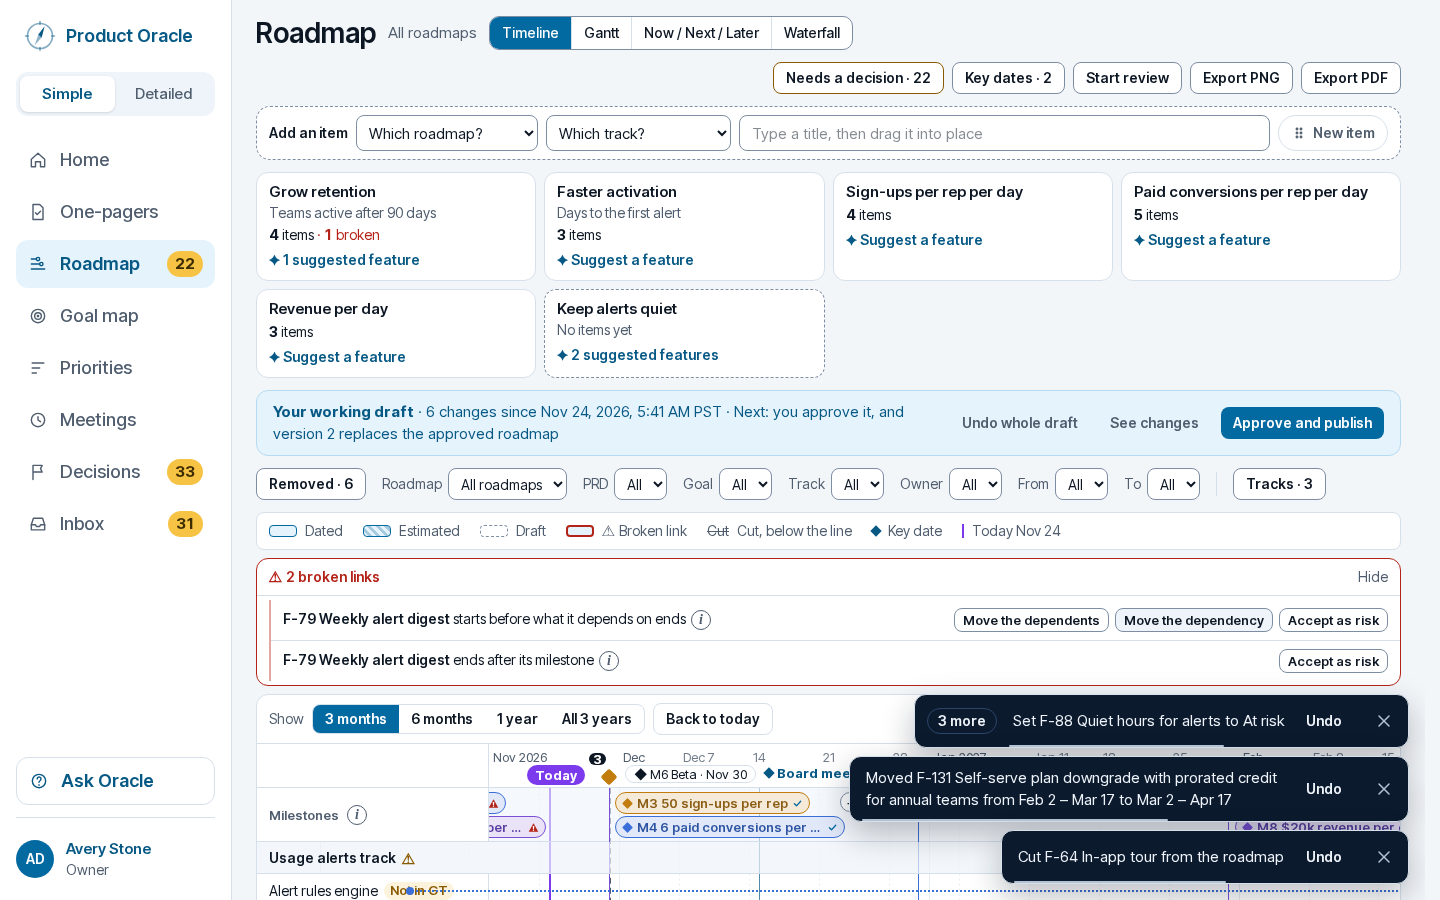 Product Oracle
Simple
Detailed
Home
One-pagers
Roadmap 22
Goal map
Priorities
Meetings
Decisions 33
Inbox 31
Ask Oracle
AD
Avery Stone
Owner
Roadmap All roadmaps Timeline Gantt Now / Next / Later Waterfall
Needs a decision · 22 Key dates · 2 Start review Export PNG Export PDF
Add an item Which roadmap? Which track? Type a title, then drag it into place New item
Grow retention
Teams active after 90 days
4 items · 1 broken
1 suggested feature
Faster activation
Days to the first alert
3 items
Suggest a feature
Sign-ups per rep per day
4 items
Suggest a feature
Paid conversions per rep per day
5 items
Suggest a feature
Revenue per day
3 items
Suggest a feature
Keep alerts quiet
No items yet
2 suggested features
Your working draft · 6 changes since Nov 24, 2026, 5:41 AM PST · Next: you approve it, and
version 2 replaces the approved roadmap
Undo whole draft See changes Approve and publish
Removed · 6 Roadmap All roadmaps PRD All Goal All Track All Owner All From All To All Tracks · 3
Dated Estimated Draft ⚠ Broken link Cut Cut, below the line Key date Today Nov 24
⚠ 2 broken links Hide
F-79 Weekly alert digest starts before what it depends on ends i Move the dependents Move the dependency Accept as risk
F-79 Weekly alert digest ends after its milestone i Accept as risk
Show 3 months 6 months 1 year All 3 years Back to today
3 more Set F-88 Quiet hours for alerts to At risk Undo
Nov 2026 3 Dec Dec 7 14 21
Today M6 Beta · Nov 30 Board mee
Moved F-131 Self-serve plan downgrade with prorated credit
for annual teams from Feb 2 – Mar 17 to Mar 2 – Apr 17
Undo
Milestones i M3 50 sign-ups per rep
per ... M4 6 paid conversions per ... M8 $20k revenue per
Usage alerts track ⚠
Cut F-64 In-app tour from the roadmap Undo
Alert rules engine Not in GT